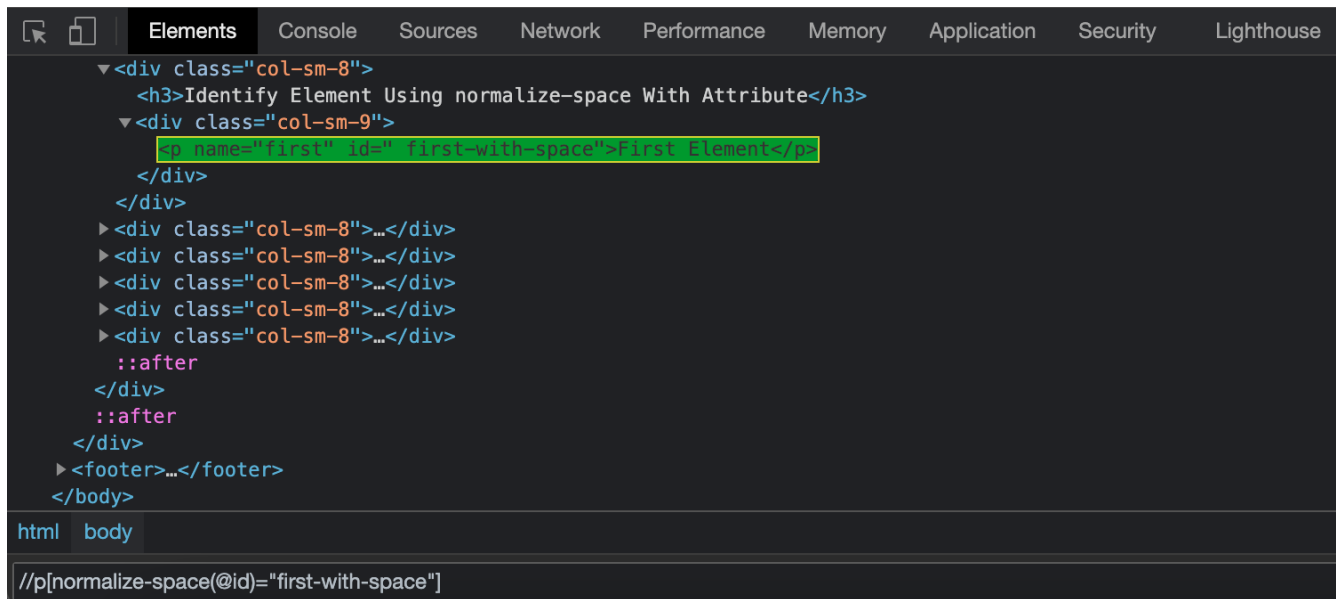 Elements Console Sources Network Performance Memory Application Security Lighthouse
▼<div class="col-sm-8">
<h3>Identify Element Using normalize-space With Attribute</h3>
▼<div class="col-sm-9">
<p name="first" id=" first-with-space">First Element</p>
</div>
</div>
▶<div class="col-sm-8">…</div>
▶<div class="col-sm-8">…</div>
▶<div class="col-sm-8">…</div>
▶<div class="col-sm-8">…</div>
▶<div class="col-sm-8">…</div>
::after
</div>
::after
</div>
▶<footer>…</footer>
</body>
html body
//p[normalize-space(@id)="first-with-space"]